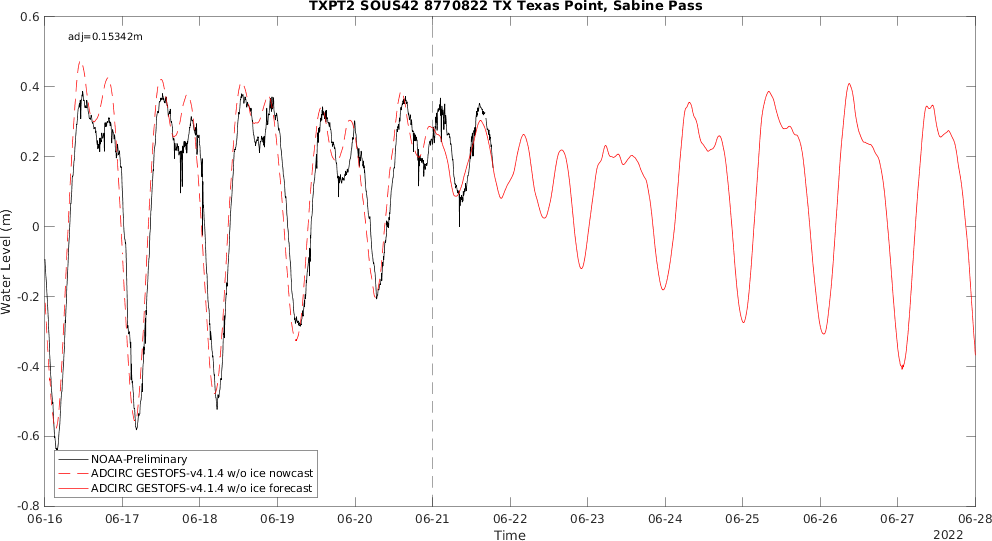 TXPT2 SOUS42 8770822 TX Texas Point, Sabine Pass
adj=0.15342m
0.6
0.4
0.2
0
-0.2
-0.4
-0.6
-0.8
Water Level (m)
NOAA-Preliminary
ADCIRC GESTOFS-v4.1.4 w/o ice nowcast
ADCIRC GESTOFS-v4.1.4 w/o ice forecast
06-16 06-17 06-18 06-19 06-20 06-21 06-22 06-23 06-24 06-25 06-26 06-27 06-28
Time
2022